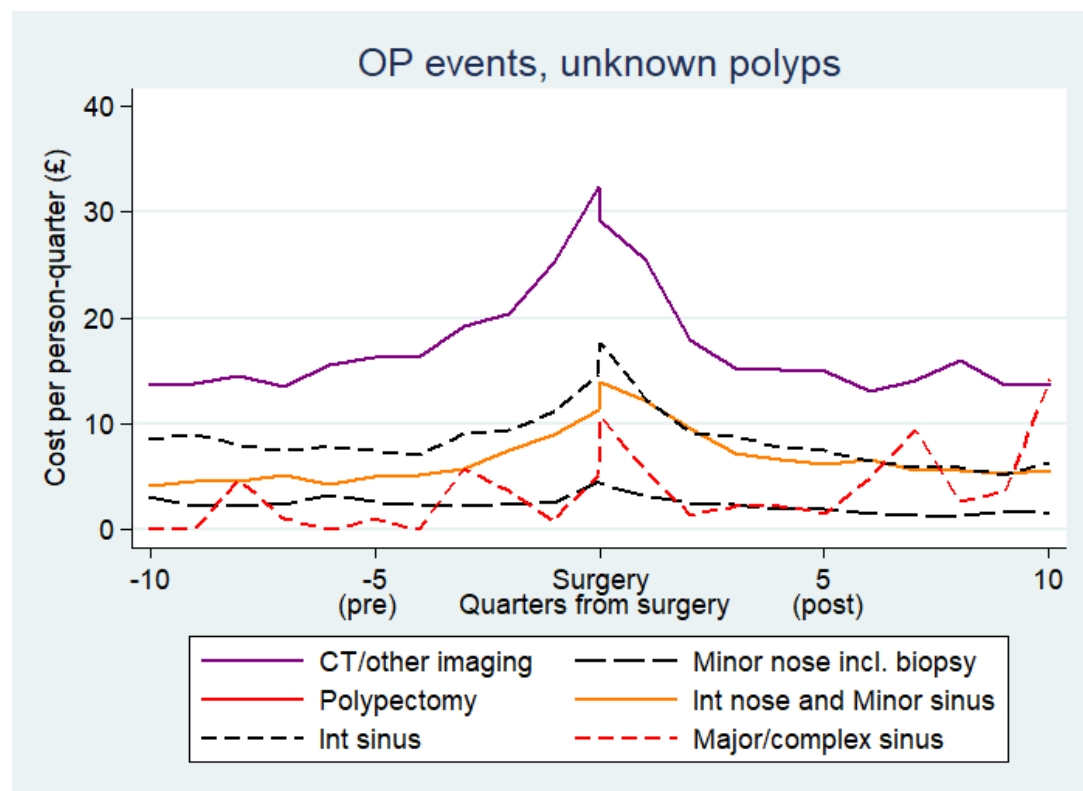 OP events, unknown polyps
Cost per person-quarter (£)
40
30
20
10
0
-10 -5 Surgery 5 10
(pre) Quarters from surgery (post)
CT/other imaging Minor nose incl. biopsy
Polypectomy Int nose and Minor sinus
Int sinus Major/complex sinus